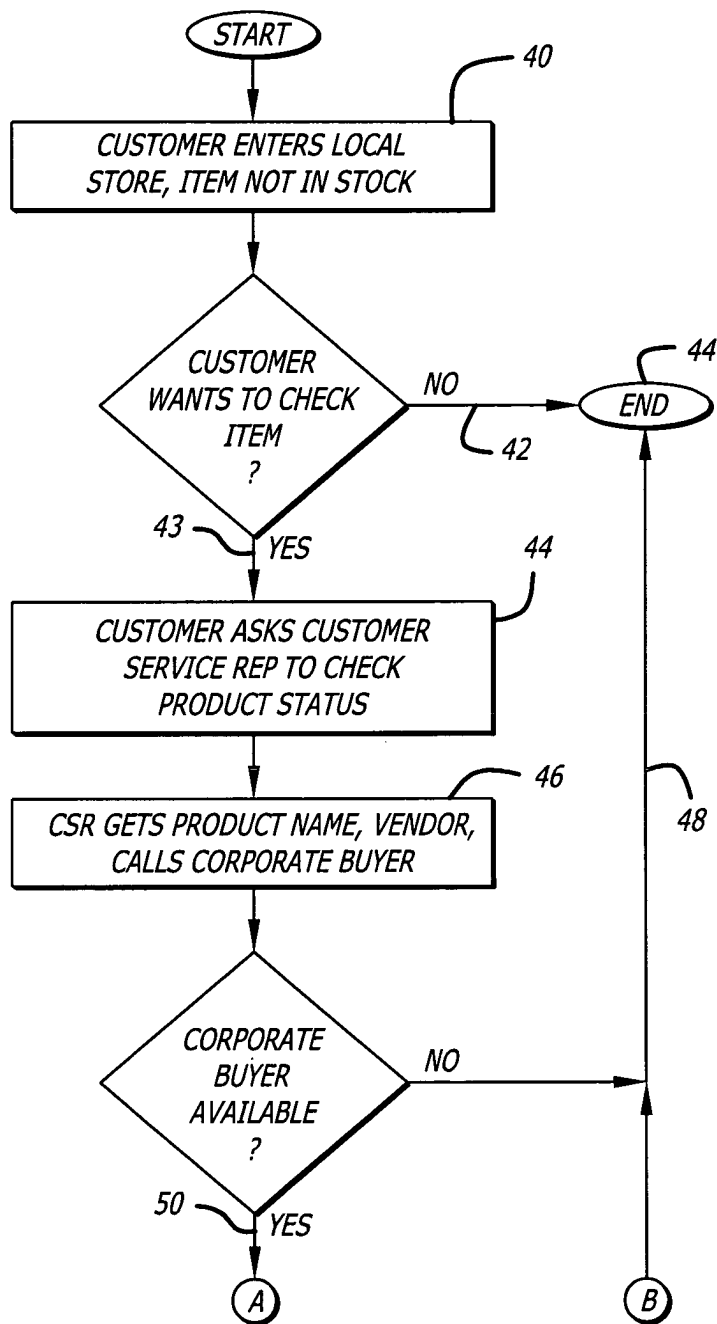 START
40
CUSTOMER ENTERS LOCAL
STORE, ITEM NOT IN STOCK
CUSTOMER
WANTS TO CHECK
ITEM
?
NO
42
44
END
43
YES
44
CUSTOMER ASKS CUSTOMER
SERVICE REP TO CHECK
PRODUCT STATUS
46
CSR GETS PRODUCT NAME, VENDOR,
CALLS CORPORATE BUYER
48
CORPORATE
BUYER
AVAILABLE
?
NO
50
YES
A
B